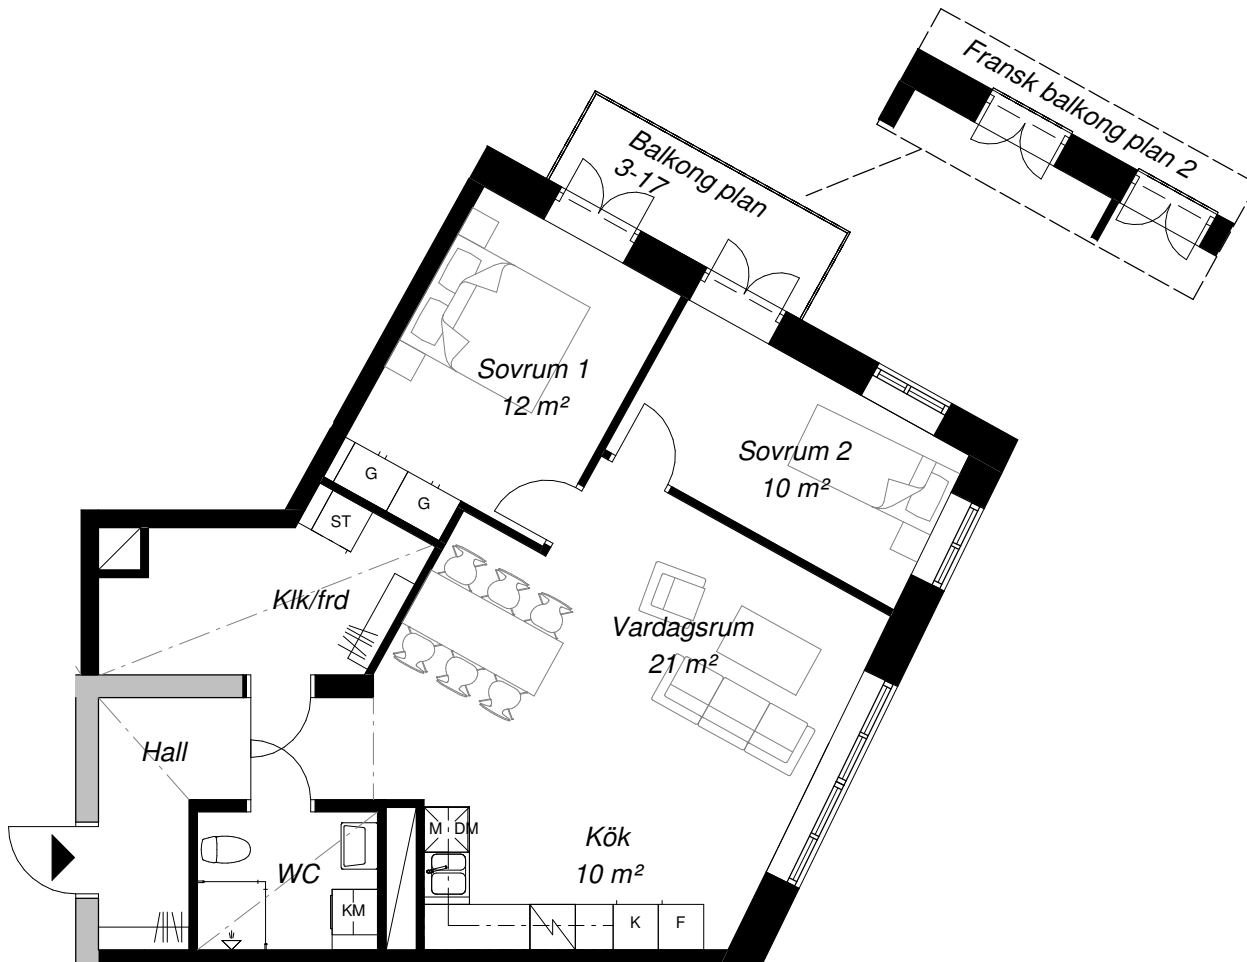 Fransk balkong plan 2
Balkong plan
3-17
Sovrum 1
12 m²
Sovrum 2
10 m²
G
G
ST
Klk/frd
Vardagsrum
21 m²
Hall
M DM
Kök
10 m²
WC
KM
K
F